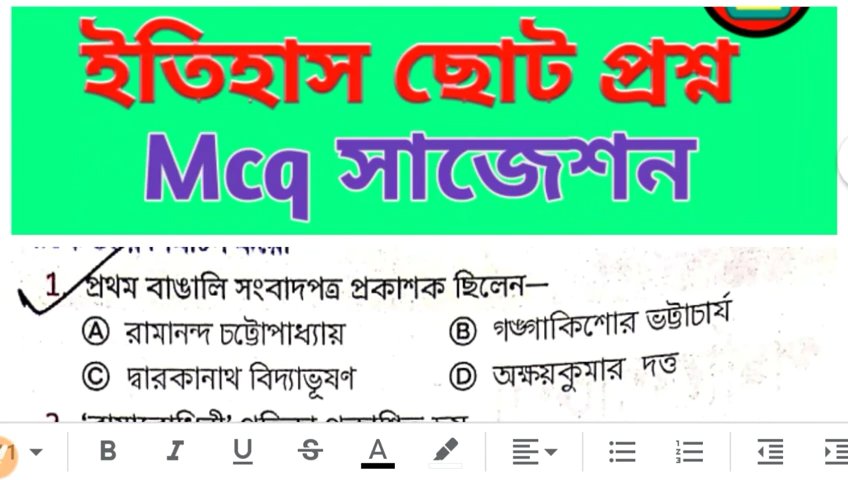 ইতিহাস ছোট প্রশ্ন
Mcq সাজেশন
1. প্রথম বাঙালি সংবাদপত্র প্রকাশক ছিলেন—
Ⓐ রামানন্দ চট্টোপাধ্যায় Ⓑ গঙ্গাকিশোর ভট্টাচার্য
Ⓒ দ্বারকানাথ বিদ্যাভূষণ Ⓓ অক্ষয়কুমার দত্ত
B I U S A